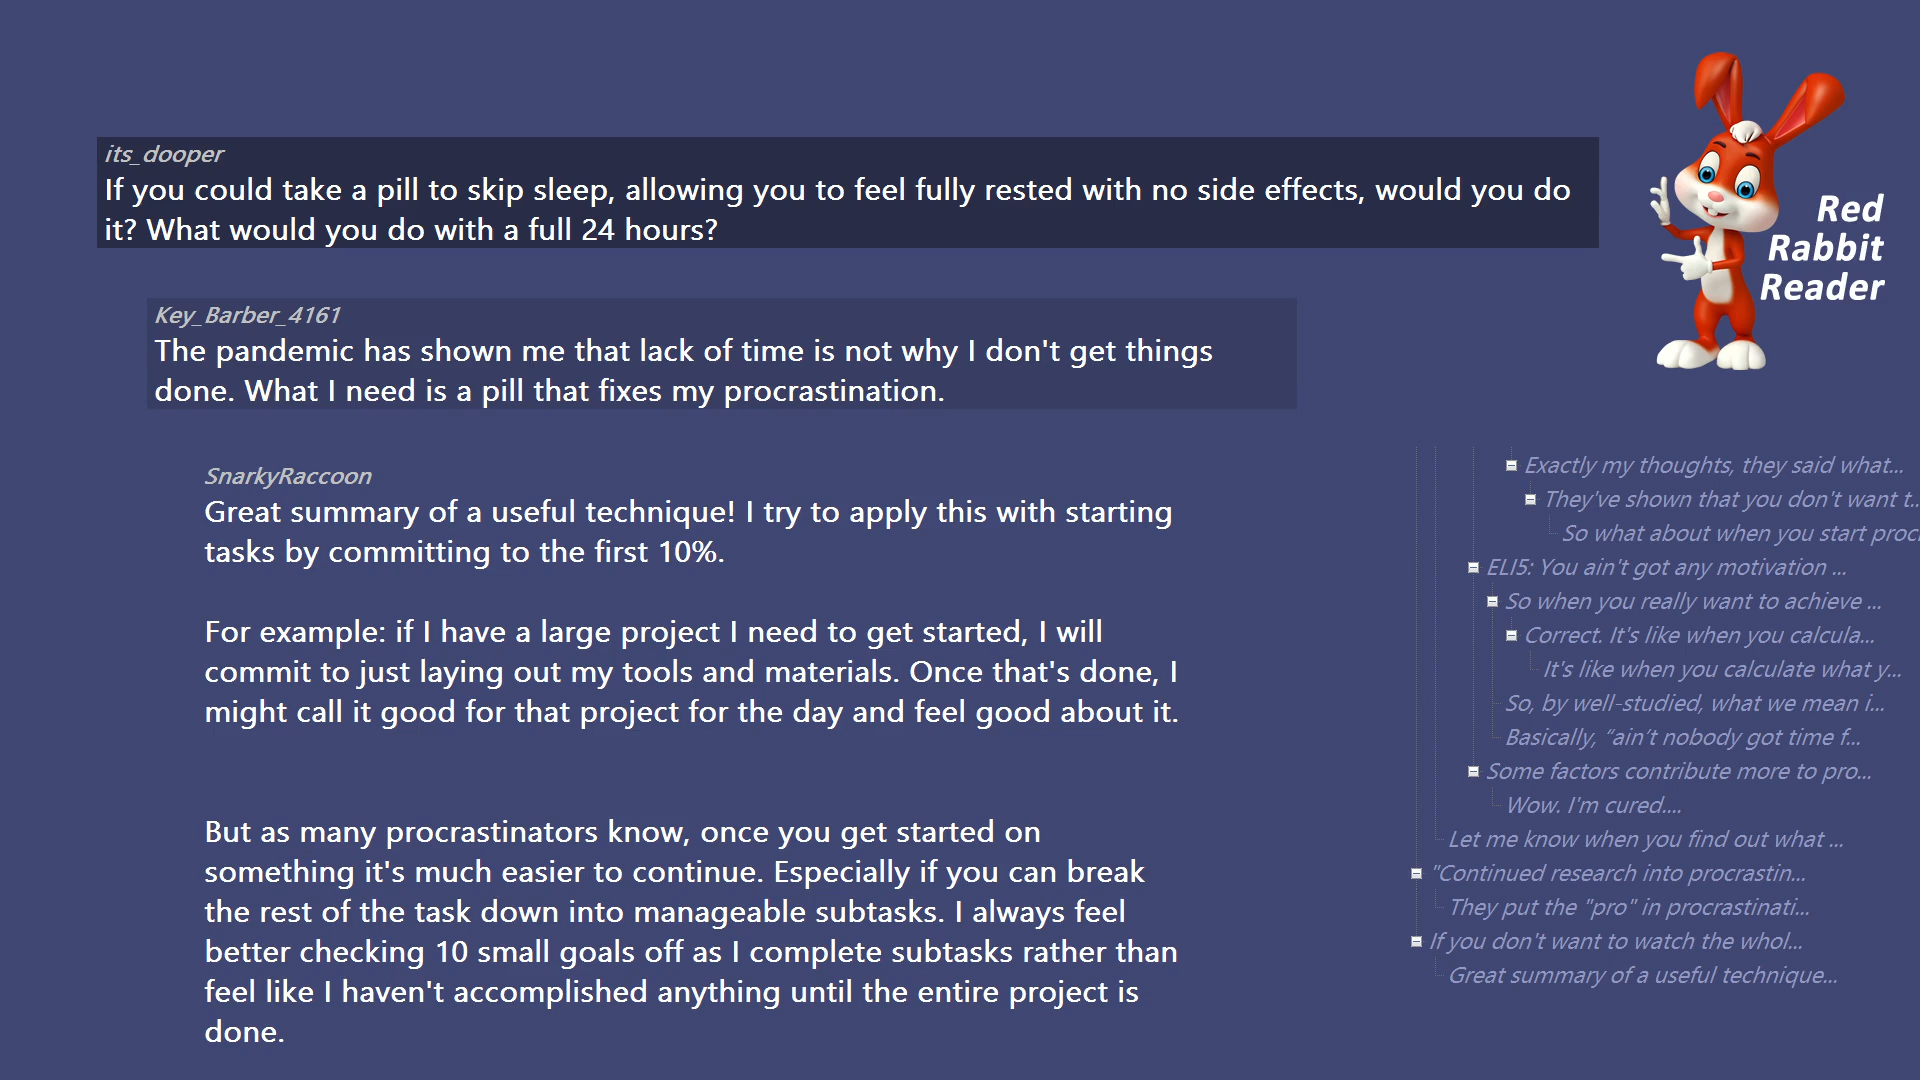 its_dooper
If you could take a pill to skip sleep, allowing you to feel fully rested with no side effects, would you do
it? What would you do with a full 24 hours?
Red
Rabbit
Reader
Key_Barber_4161
The pandemic has shown me that lack of time is not why I don't get things
done. What I need is a pill that fixes my procrastination.
SnarkyRaccoon
Great summary of a useful technique! I try to apply this with starting
tasks by committing to the first 10%.
For example: if I have a large project I need to get started, I will
commit to just laying out my tools and materials. Once that's done, I
might call it good for that project for the day and feel good about it.
But as many procrastinators know, once you get started on
something it's much easier to continue. Especially if you can break
the rest of the task down into manageable subtasks. I always feel
better checking 10 small goals off as I complete subtasks rather than
feel like I haven't accomplished anything until the entire project is
done.
Exactly my thoughts, they said what...
They've shown that you don't want t...
So what about when you start proc
ELI5: You ain't got any motivation ...
So when you really want to achieve ...
Correct. It's like when you calcula...
It's like when you calculate what y...
So, by well-studied, what we mean i...
Basically, “ain’t nobody got time f...
Some factors contribute more to pro...
Wow. I'm cured....
Let me know when you find out what ...
"Continued research into procrastin...
They put the "pro" in procrastinati...
If you don't want to watch the whol...
Great summary of a useful technique...